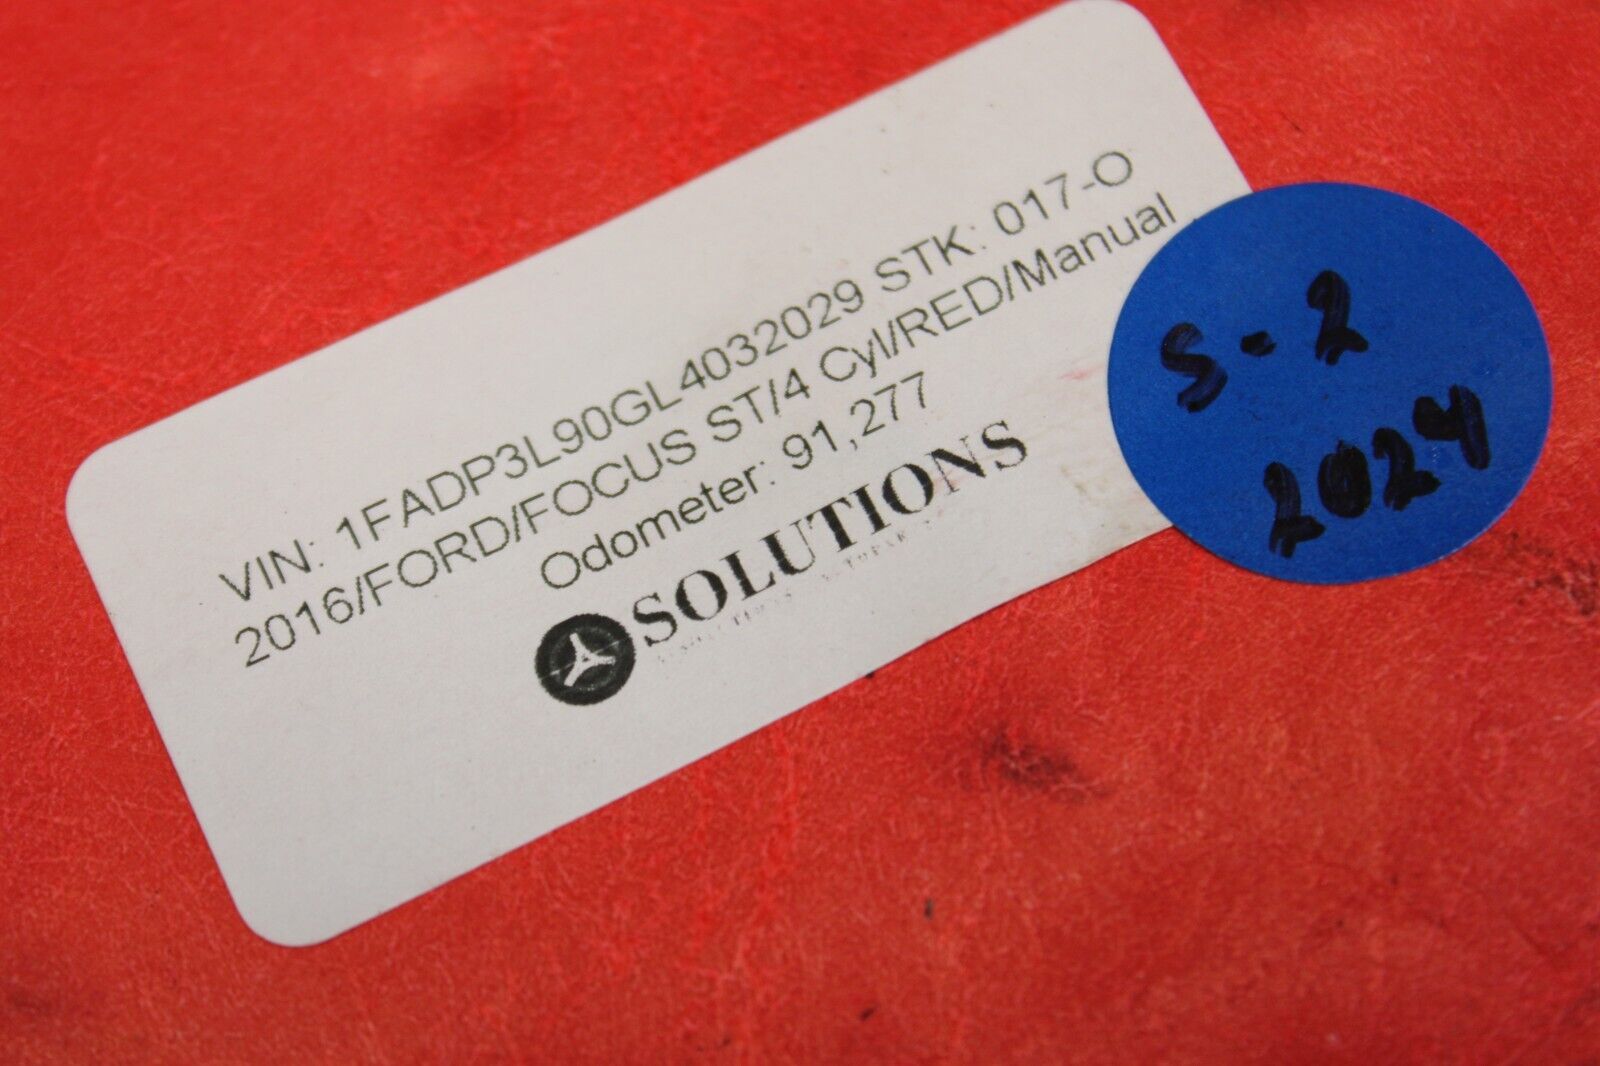 VIN: 1FADP3L90GL4032029 STK: 017-O
2016/FORD/FOCUS ST/4 Cyl/RED/Manual
Odometer: 91,277
SOLUTIONS
S-2
2024